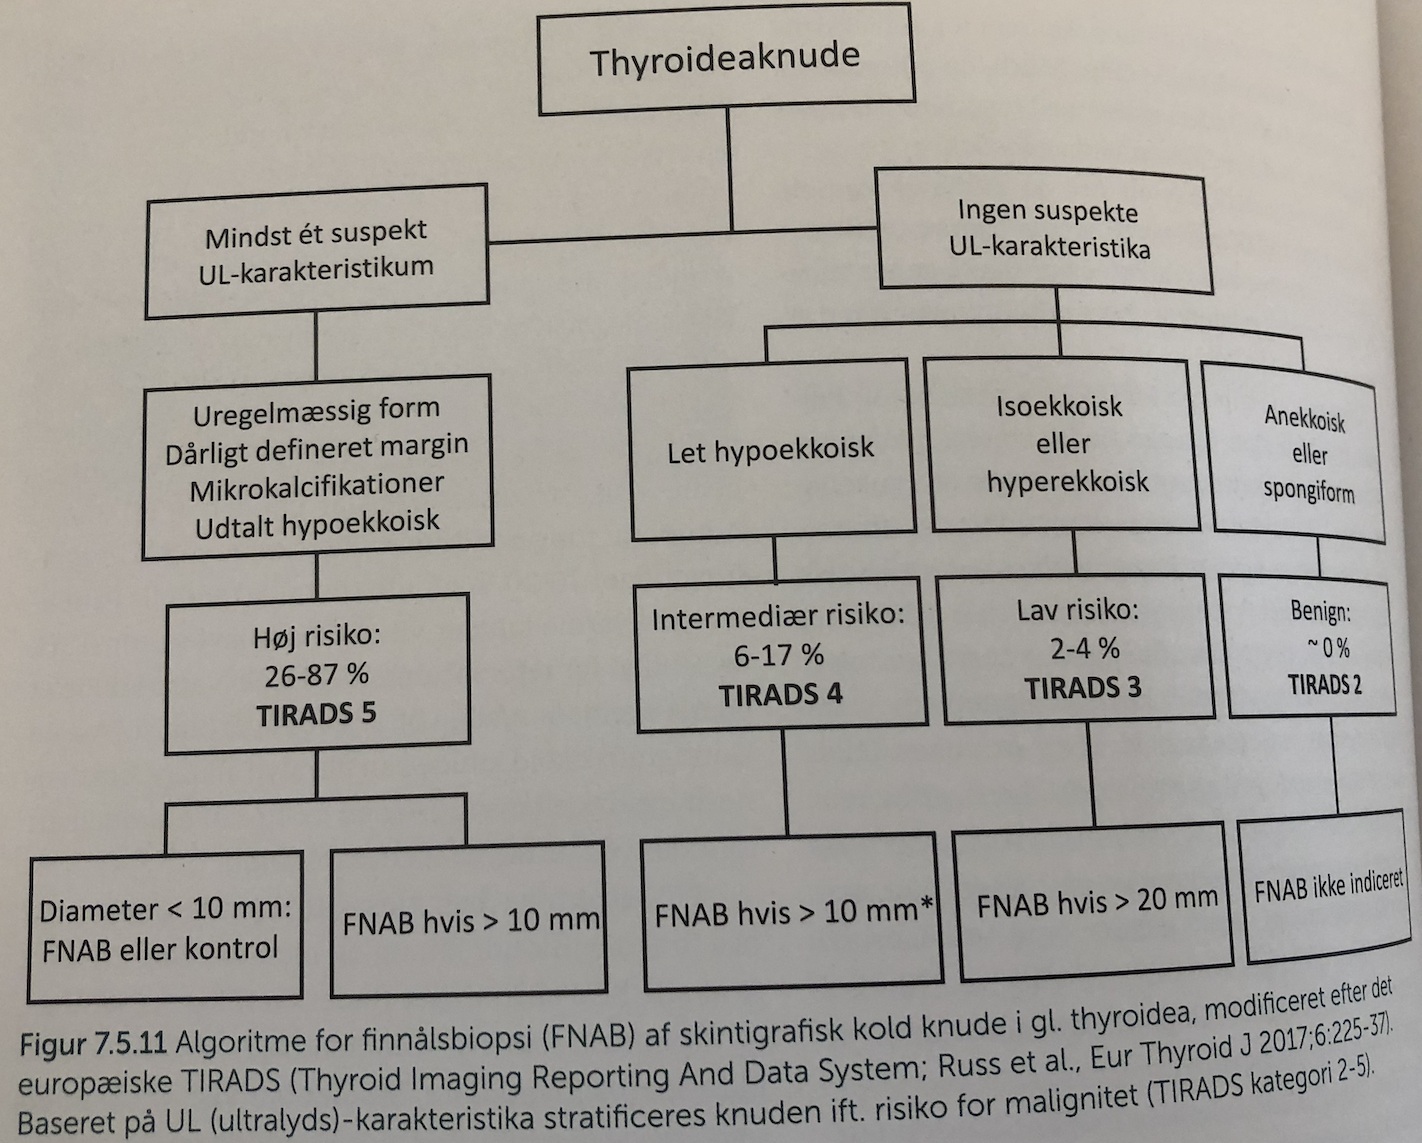 Thyroideaknude
Mindst ét suspekt
UL-karakteristikum
Ingen suspekte
UL-karakteristika
Uregelmæssig form
Dårligt defineret margin
Mikrokalcifikationer
Udtalt hypoekkoisk
Let hypoekkoisk
Isoekkoisk
eller
hyperekkoisk
Anekkoisk
eller
spongiform
Høj risiko:
26-87 %
TIRADS 5
Intermediær risiko:
6-17 %
TIRADS 4
Lav risiko:
2-4 %
TIRADS 3
Benign:
~ 0 %
TIRADS 2
Diameter < 10 mm:
FNAB eller kontrol
FNAB hvis > 10 mm
FNAB hvis > 10 mm*
FNAB hvis > 20 mm
FNAB ikke indiceret
Figur 7.5.11 Algoritme for finnålsbiopsi (FNAB) af skintigrafisk kold knude i gl. thyroidea, modificeret efter det
europæiske TIRADS (Thyroid Imaging Reporting And Data System; Russ et al., Eur Thyroid J 2017;6:225-37).
Baseret på UL (ultralyds)-karakteristika stratificeres knuden ift. risiko for malignitet (TIRADS kategori 2-5).